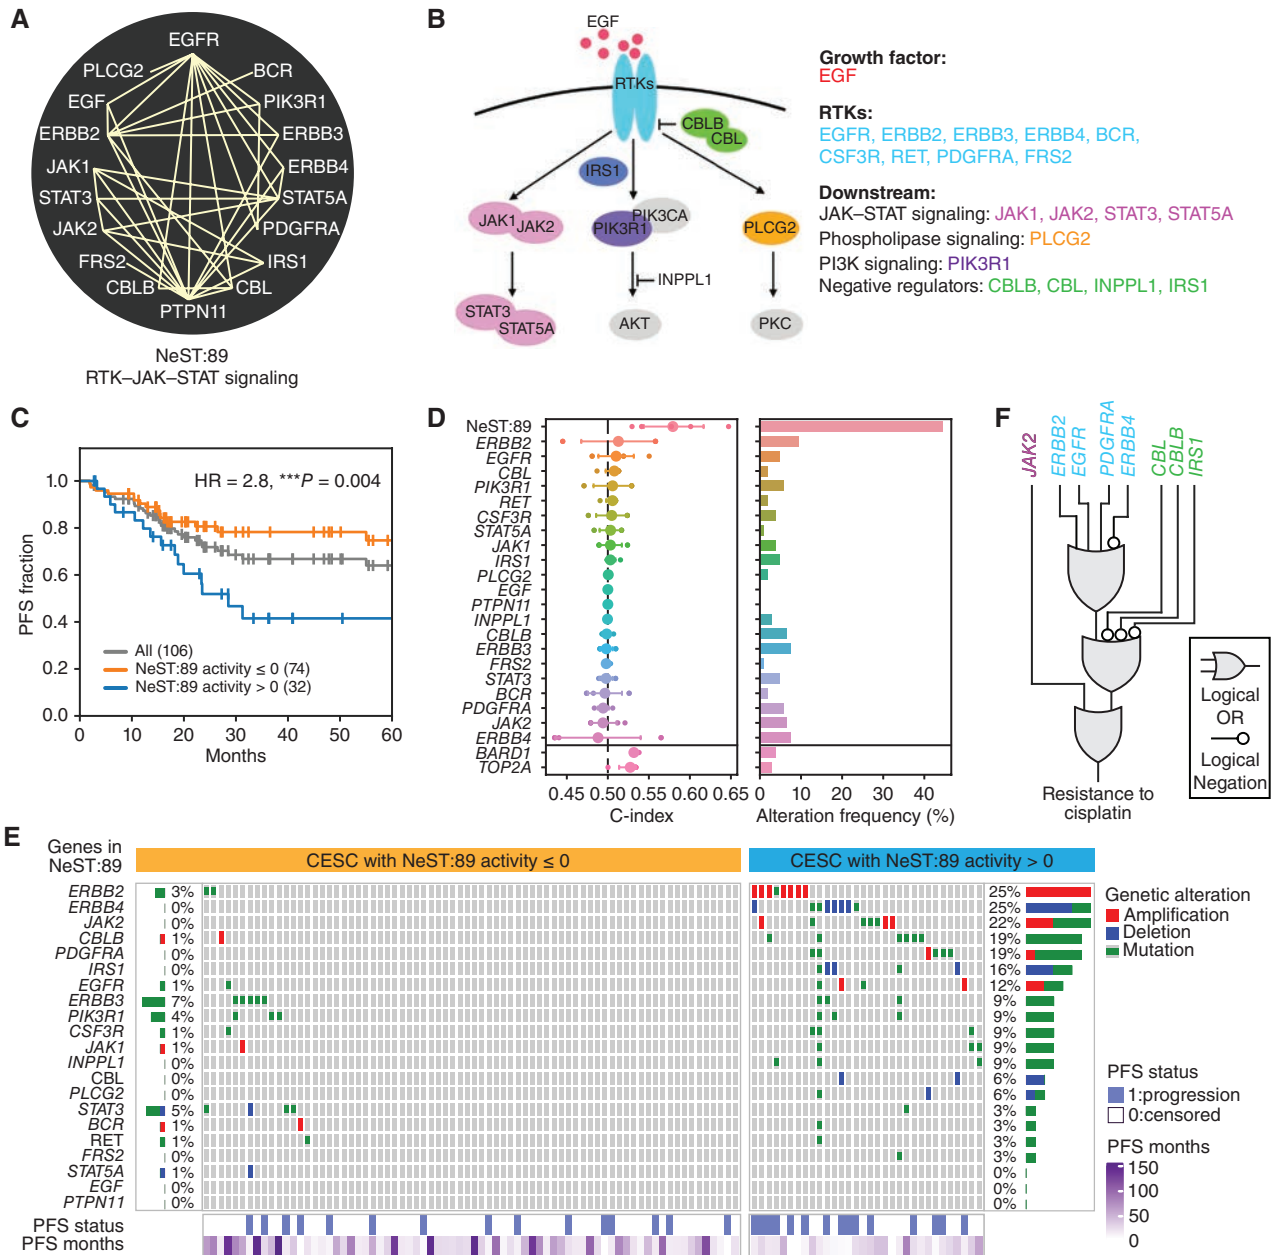 A
EGFR
PLCG2
BCR
EGF
PIK3R1
ERBB2
ERBB3
JAK1
ERBB4
STAT3
STAT5A
JAK2
PDGFRA
FRS2
IRS1
CBLB
CBL
PTPN11
NeST:89
RTK–JAK–STAT signaling
B
EGF
RTKs
CBLB
CBL
IRS1
JAK1
JAK2
PIK3CA
PIK3R1
PLCG2
INPPL1
STAT3
STAT5A
AKT
PKC
Growth factor:
EGF
RTKs:
EGFR, ERBB2, ERBB3, ERBB4, BCR,
CSF3R, RET, PDGFRA, FRS2
Downstream:
JAK–STAT signaling: JAK1, JAK2, STAT3, STAT5A
Phospholipase signaling: PLCG2
PI3K signaling: PIK3R1
Negative regulators: CBLB, CBL, INPPL1, IRS1
C
HR = 2.8, ***P = 0.004
PFS fraction
1.0
0.8
0.6
0.4
0.2
0.0
All (106)
NeST:89 activity ≤ 0 (74)
NeST:89 activity > 0 (32)
0 10 20 30 40 50 60
Months
D
NeST:89
ERBB2
EGFR
CBL
PIK3R1
RET
CSF3R
STAT5A
JAK1
IRS1
PLCG2
EGF
PTPN11
INPPL1
CBLB
ERBB3
FRS2
STAT3
BCR
PDGFRA
JAK2
ERBB4
BARD1
TOP2A
0.45 0.50 0.55 0.60 0.65
C-index
0 10 20 30 40
Alteration frequency (%)
F
JAK2
ERBB2
EGFR
PDGFRA
ERBB4
CBL
CBLB
IRS1
Resistance to
cisplatin
Logical
OR
Logical
Negation
E
Genes in
NeST:89
CESC with NeST:89 activity ≤ 0
CESC with NeST:89 activity > 0
ERBB2 3% 25%
ERBB4 0% 25%
JAK2 0% 22%
CBLB 1% 19%
PDGFRA 0% 19%
IRS1 0% 16%
EGFR 1% 12%
ERBB3 7% 9%
PIK3R1 4% 9%
CSF3R 1% 9%
JAK1 1% 9%
INPPL1 0% 9%
CBL 0% 6%
PLCG2 0% 6%
STAT3 5% 3%
BCR 1% 3%
RET 1% 3%
FRS2 0% 3%
STAT5A 1% 0%
EGF 0% 0%
PTPN11 0% 0%
PFS status
PFS months
Genetic alteration
Amplification
Deletion
Mutation
PFS status
1:progression
0:censored
PFS months
150
100
50
0